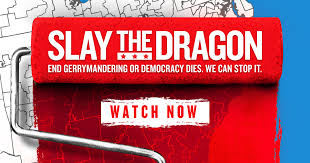 SLAY THE DRAGON
END GERRYMANDERING OR DEMOCRACY DIES. WE CAN STOP IT.
WATCH NOW